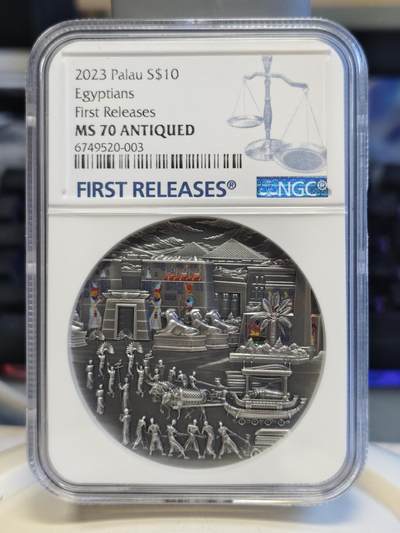 2023 Palau S$10
Egyptians
First Releases
MS 70 ANTIQUED
6749520-003
FIRST RELEASES®
NGC®